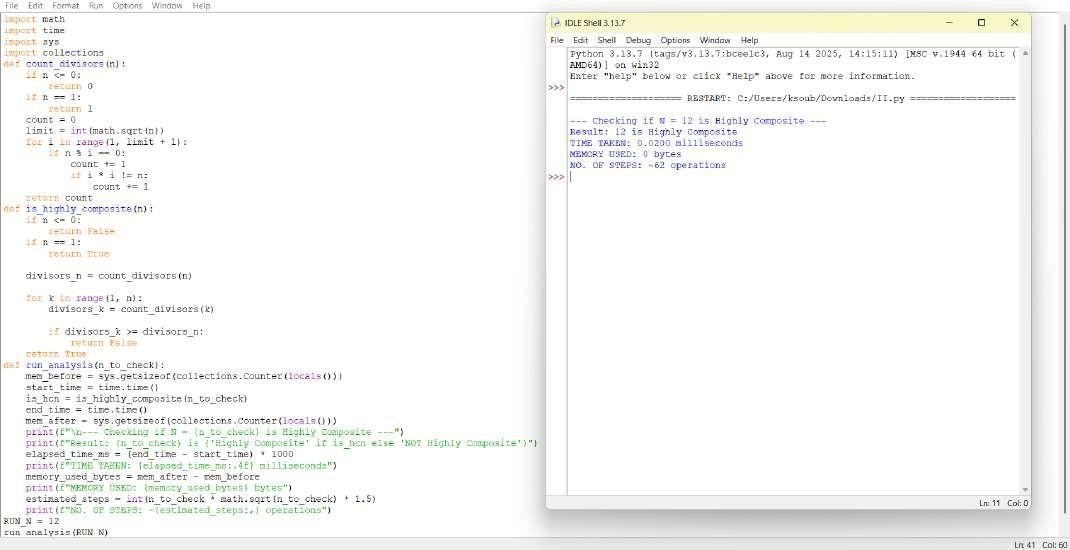 File Edit Format Run Options Window Help
import math
import time
import sys
import collections
def count_divisors(n):
    if n <= 0:
        return 0
    if n == 1:
        return 1
    count = 0
    limit = int(math.sqrt(n))
    for i in range(1, limit + 1):
        if n % i == 0:
            count += 1
            if i * i != n:
                count += 1
    return count
def is_highly_composite(n):
    if n <= 0:
        return False
    if n == 1:
        return True
    divisors_n = count_divisors(n)
    for k in range(1, n):
        divisors_k = count_divisors(k)
        if divisors_k >= divisors_n:
            return False
    return True
def run_analysis(n_to_check):
    mem_before = sys.getsizeof(collections.Counter(locals()))
    start_time = time.time()
    is_hcn = is_highly_composite(n_to_check)
    end_time = time.time()
    mem_after = sys.getsizeof(collections.Counter(locals()))
    print(f"\n--- Checking if N = {n_to_check} is Highly Composite ---")
    print(f"Result: {n_to_check} is {'Highly Composite' if is_hcn else 'NOT Highly Composite'}")
    elapsed_time_ms = (end_time - start_time) * 1000
    print(f"TIME TAKEN: {elapsed_time_ms:.4f} milliseconds")
    memory_used_bytes = mem_after - mem_before
    print(f"MEMORY USED: {memory_used_bytes} bytes")
    estimated_steps = int(n_to_check * math.sqrt(n_to_check) * 1.5)
    print(f"NO. OF STEPS: ~{estimated_steps:,} operations")
RUN_N = 12
run_analysis(RUN_N)
Ln: 41 Col: 60
IDLE Shell 3.13.7
File Edit Shell Debug Options Window Help
Python 3.13.7 (tags/v3.13.7:bcee1c3, Aug 14 2025, 14:15:11) [MSC v.1944 64 bit (
AMD64)] on win32
Enter "help" below or click "Help" above for more information.
>>>
==================== RESTART: C:/Users/ksoub/Downloads/II.py ===================
--- Checking if N = 12 is Highly Composite ---
Result: 12 is Highly Composite
TIME TAKEN: 0.0200 milliseconds
MEMORY USED: 0 bytes
NO. OF STEPS: ~62 operations
>>>
Ln: 11 Col: 0